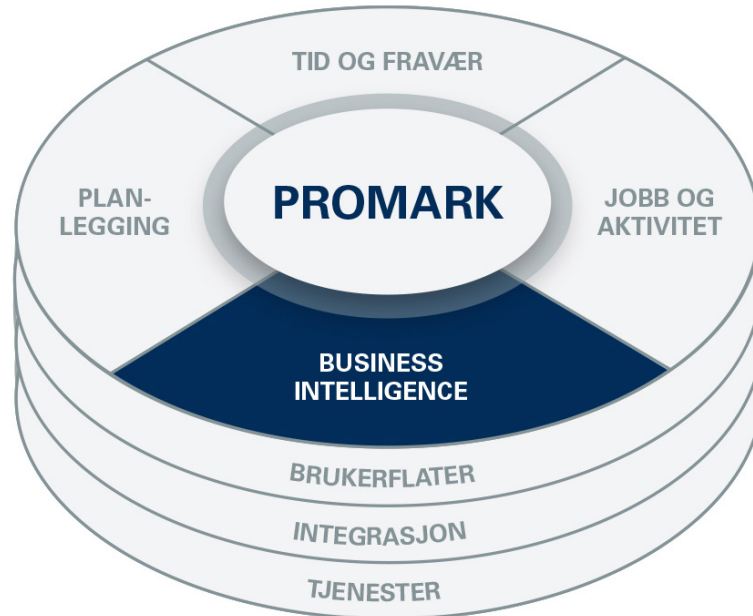 TID OG FRAVÆR
PLAN-
LEGGING
PROMARK
JOBB OG
AKTIVITET
BUSINESS
INTELLIGENCE
BRUKERFLATER
INTEGRASJON
TJENESTER